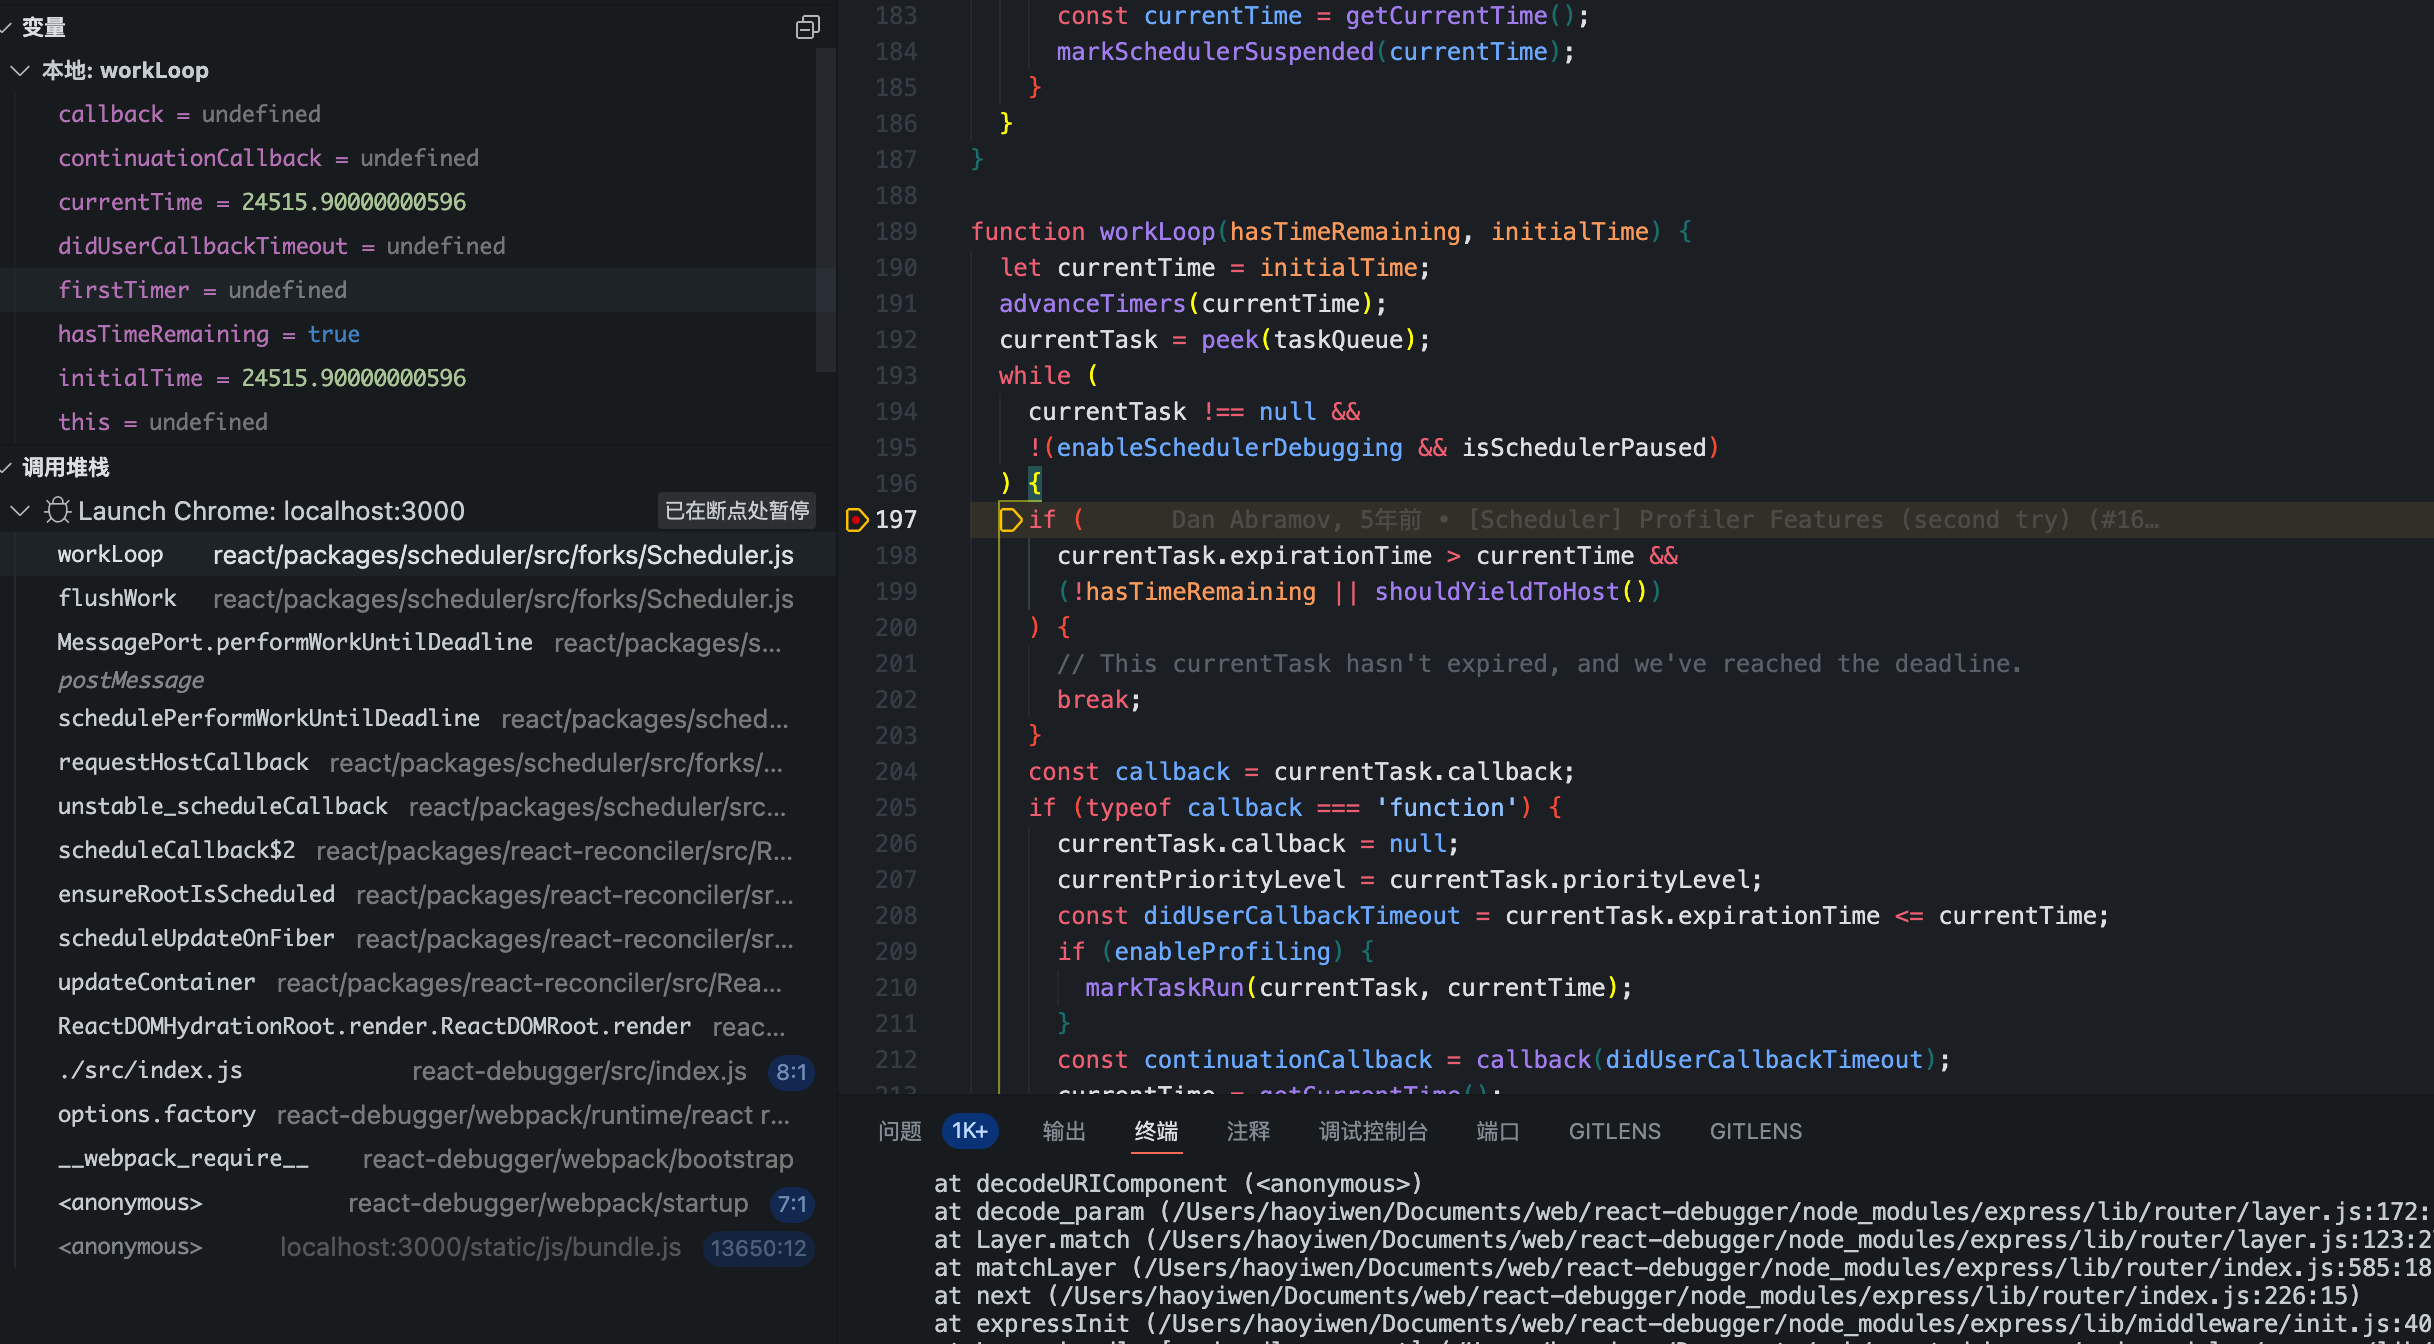 变量
本地: workLoop
callback = undefined
continuationCallback = undefined
currentTime = 24515.90000000596
didUserCallbackTimeout = undefined
firstTimer = undefined
hasTimeRemaining = true
initialTime = 24515.90000000596
this = undefined
调用堆栈
Launch Chrome: localhost:3000 已在断点处暂停
workLoop react/packages/scheduler/src/forks/Scheduler.js
flushWork react/packages/scheduler/src/forks/Scheduler.js
MessagePort.performWorkUntilDeadline react/packages/s...
postMessage
schedulePerformWorkUntilDeadline react/packages/sched...
requestHostCallback react/packages/scheduler/src/forks/...
unstable_scheduleCallback react/packages/scheduler/src...
scheduleCallback$2 react/packages/react-reconciler/src/R...
ensureRootIsScheduled react/packages/react-reconciler/sr...
scheduleUpdateOnFiber react/packages/react-reconciler/sr...
updateContainer react/packages/react-reconciler/src/Rea...
ReactDOMHydrationRoot.render.ReactDOMRoot.render reac...
./src/index.js react-debugger/src/index.js 8:1
options.factory react-debugger/webpack/runtime/react r...
__webpack_require__ react-debugger/webpack/bootstrap
<anonymous> react-debugger/webpack/startup 7:1
<anonymous> localhost:3000/static/js/bundle.js 13650:12
183 const currentTime = getCurrentTime();
184 markSchedulerSuspended(currentTime);
185 }
186 }
187 }
188
189 function workLoop(hasTimeRemaining, initialTime) {
190 let currentTime = initialTime;
191 advanceTimers(currentTime);
192 currentTask = peek(taskQueue);
193 while (
194 currentTask !== null &&
195 !(enableSchedulerDebugging && isSchedulerPaused)
196 ) {
197 if ( Dan Abramov, 5年前 • [Scheduler] Profiler Features (second try) (#16…
198 currentTask.expirationTime > currentTime &&
199 (!hasTimeRemaining || shouldYieldToHost())
200 ) {
201 // This currentTask hasn't expired, and we've reached the deadline.
202 break;
203 }
204 const callback = currentTask.callback;
205 if (typeof callback === 'function') {
206 currentTask.callback = null;
207 currentPriorityLevel = currentTask.priorityLevel;
208 const didUserCallbackTimeout = currentTask.expirationTime <= currentTime;
209 if (enableProfiling) {
210 markTaskRun(currentTask, currentTime);
211 }
212 const continuationCallback = callback(didUserCallbackTimeout);
213 currentTime = getCurrentTime();
问题 1K+ 输出 终端 注释 调试控制台 端口 GITLENS GITLENS
at decodeURIComponent (<anonymous>)
at decode_param (/Users/haoyiwen/Documents/web/react-debugger/node_modules/express/lib/router/layer.js:172:
at Layer.match (/Users/haoyiwen/Documents/web/react-debugger/node_modules/express/lib/router/layer.js:123:2
at matchLayer (/Users/haoyiwen/Documents/web/react-debugger/node_modules/express/lib/router/index.js:585:18
at next (/Users/haoyiwen/Documents/web/react-debugger/node_modules/express/lib/router/index.js:226:15)
at expressInit (/Users/haoyiwen/Documents/web/react-debugger/node_modules/express/lib/middleware/init.js:40